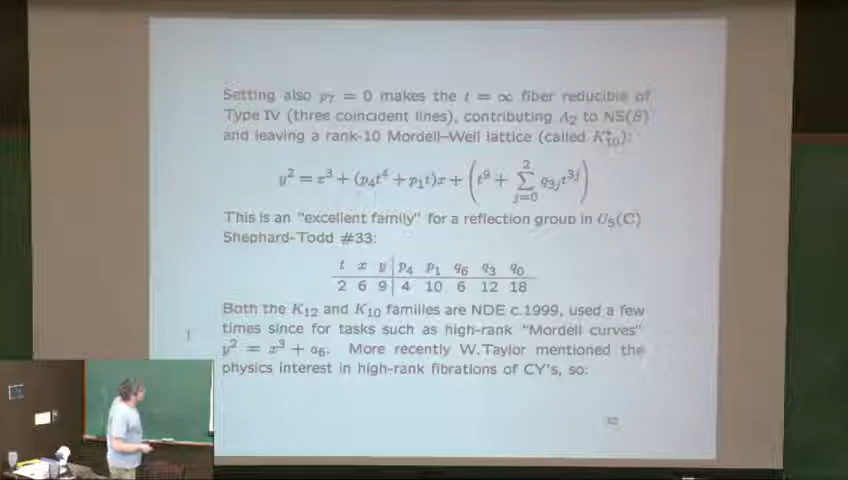 Setting also p₇ = 0 makes the t = ∞ fiber reducible of
Type IV (three coincident lines), contributing A₂ to NS(S)
and leaving a rank-10 Mordell–Weil lattice (called K*₁₀):
y² = x³ + (p₄t⁴ + p₁t)x + (t⁹ + ∑_{j=0}^{2} q₃ⱼt³ʲ)
This is an "excellent family" for a reflection group in U₅(C)
Shephard-Todd #33:
t x y p₄ p₁ q₆ q₃ q₀
2 6 9 4 10 6 12 18
Both the K₁₂ and K₁₀ families are NDE c.1999, used a few
times since for tasks such as high-rank "Mordell curves"
y² = x³ + a₆. More recently W.Taylor mentioned the
physics interest in high-rank fibrations of CY's, so: